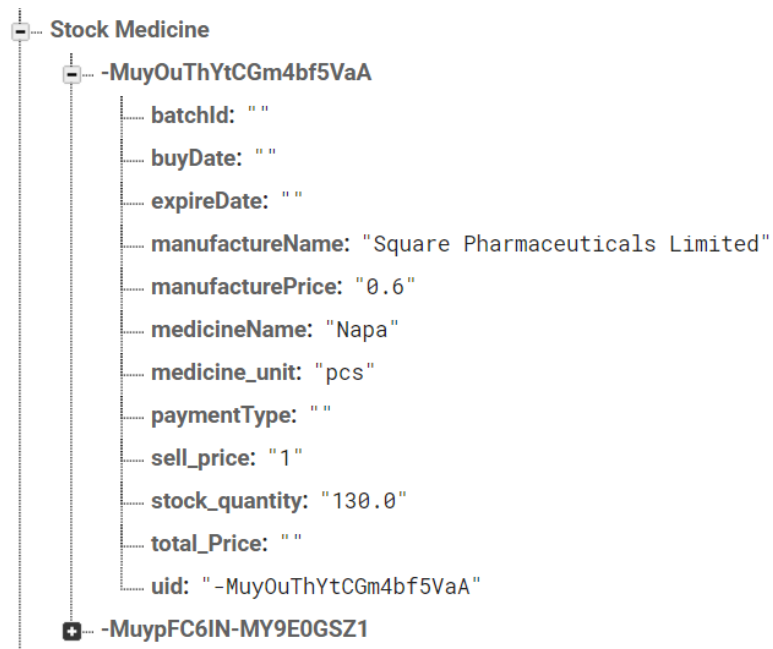 Stock Medicine
-MuyOuThYtCGm4bf5VaA
batchId: ""
buyDate: ""
expireDate: ""
manufactureName: "Square Pharmaceuticals Limited"
manufacturePrice: "0.6"
medicineName: "Napa"
medicine_unit: "pcs"
paymentType: ""
sell_price: "1"
stock_quantity: "130.0"
total_Price: ""
uid: "-MuyOuThYtCGm4bf5VaA"
-MuypFC6IN-MY9E0GSZ1